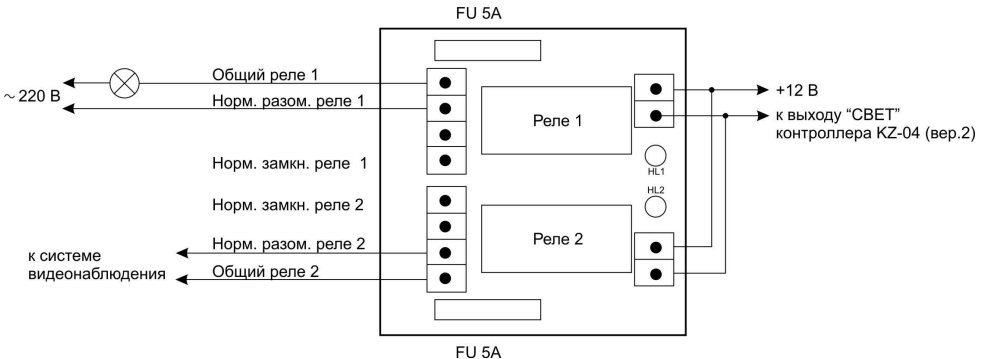 FU 5A
Общий реле 1
~ 220 В
Норм. разом. реле 1
Реле 1
+12 В
к выходу “СВЕТ”
контроллера KZ-04 (вер.2)
Норм. замкн. реле 1
HL1
HL2
Норм. замкн. реле 2
Реле 2
Норм. разом. реле 2
к системе
видеонаблюдения
Общий реле 2
FU 5A